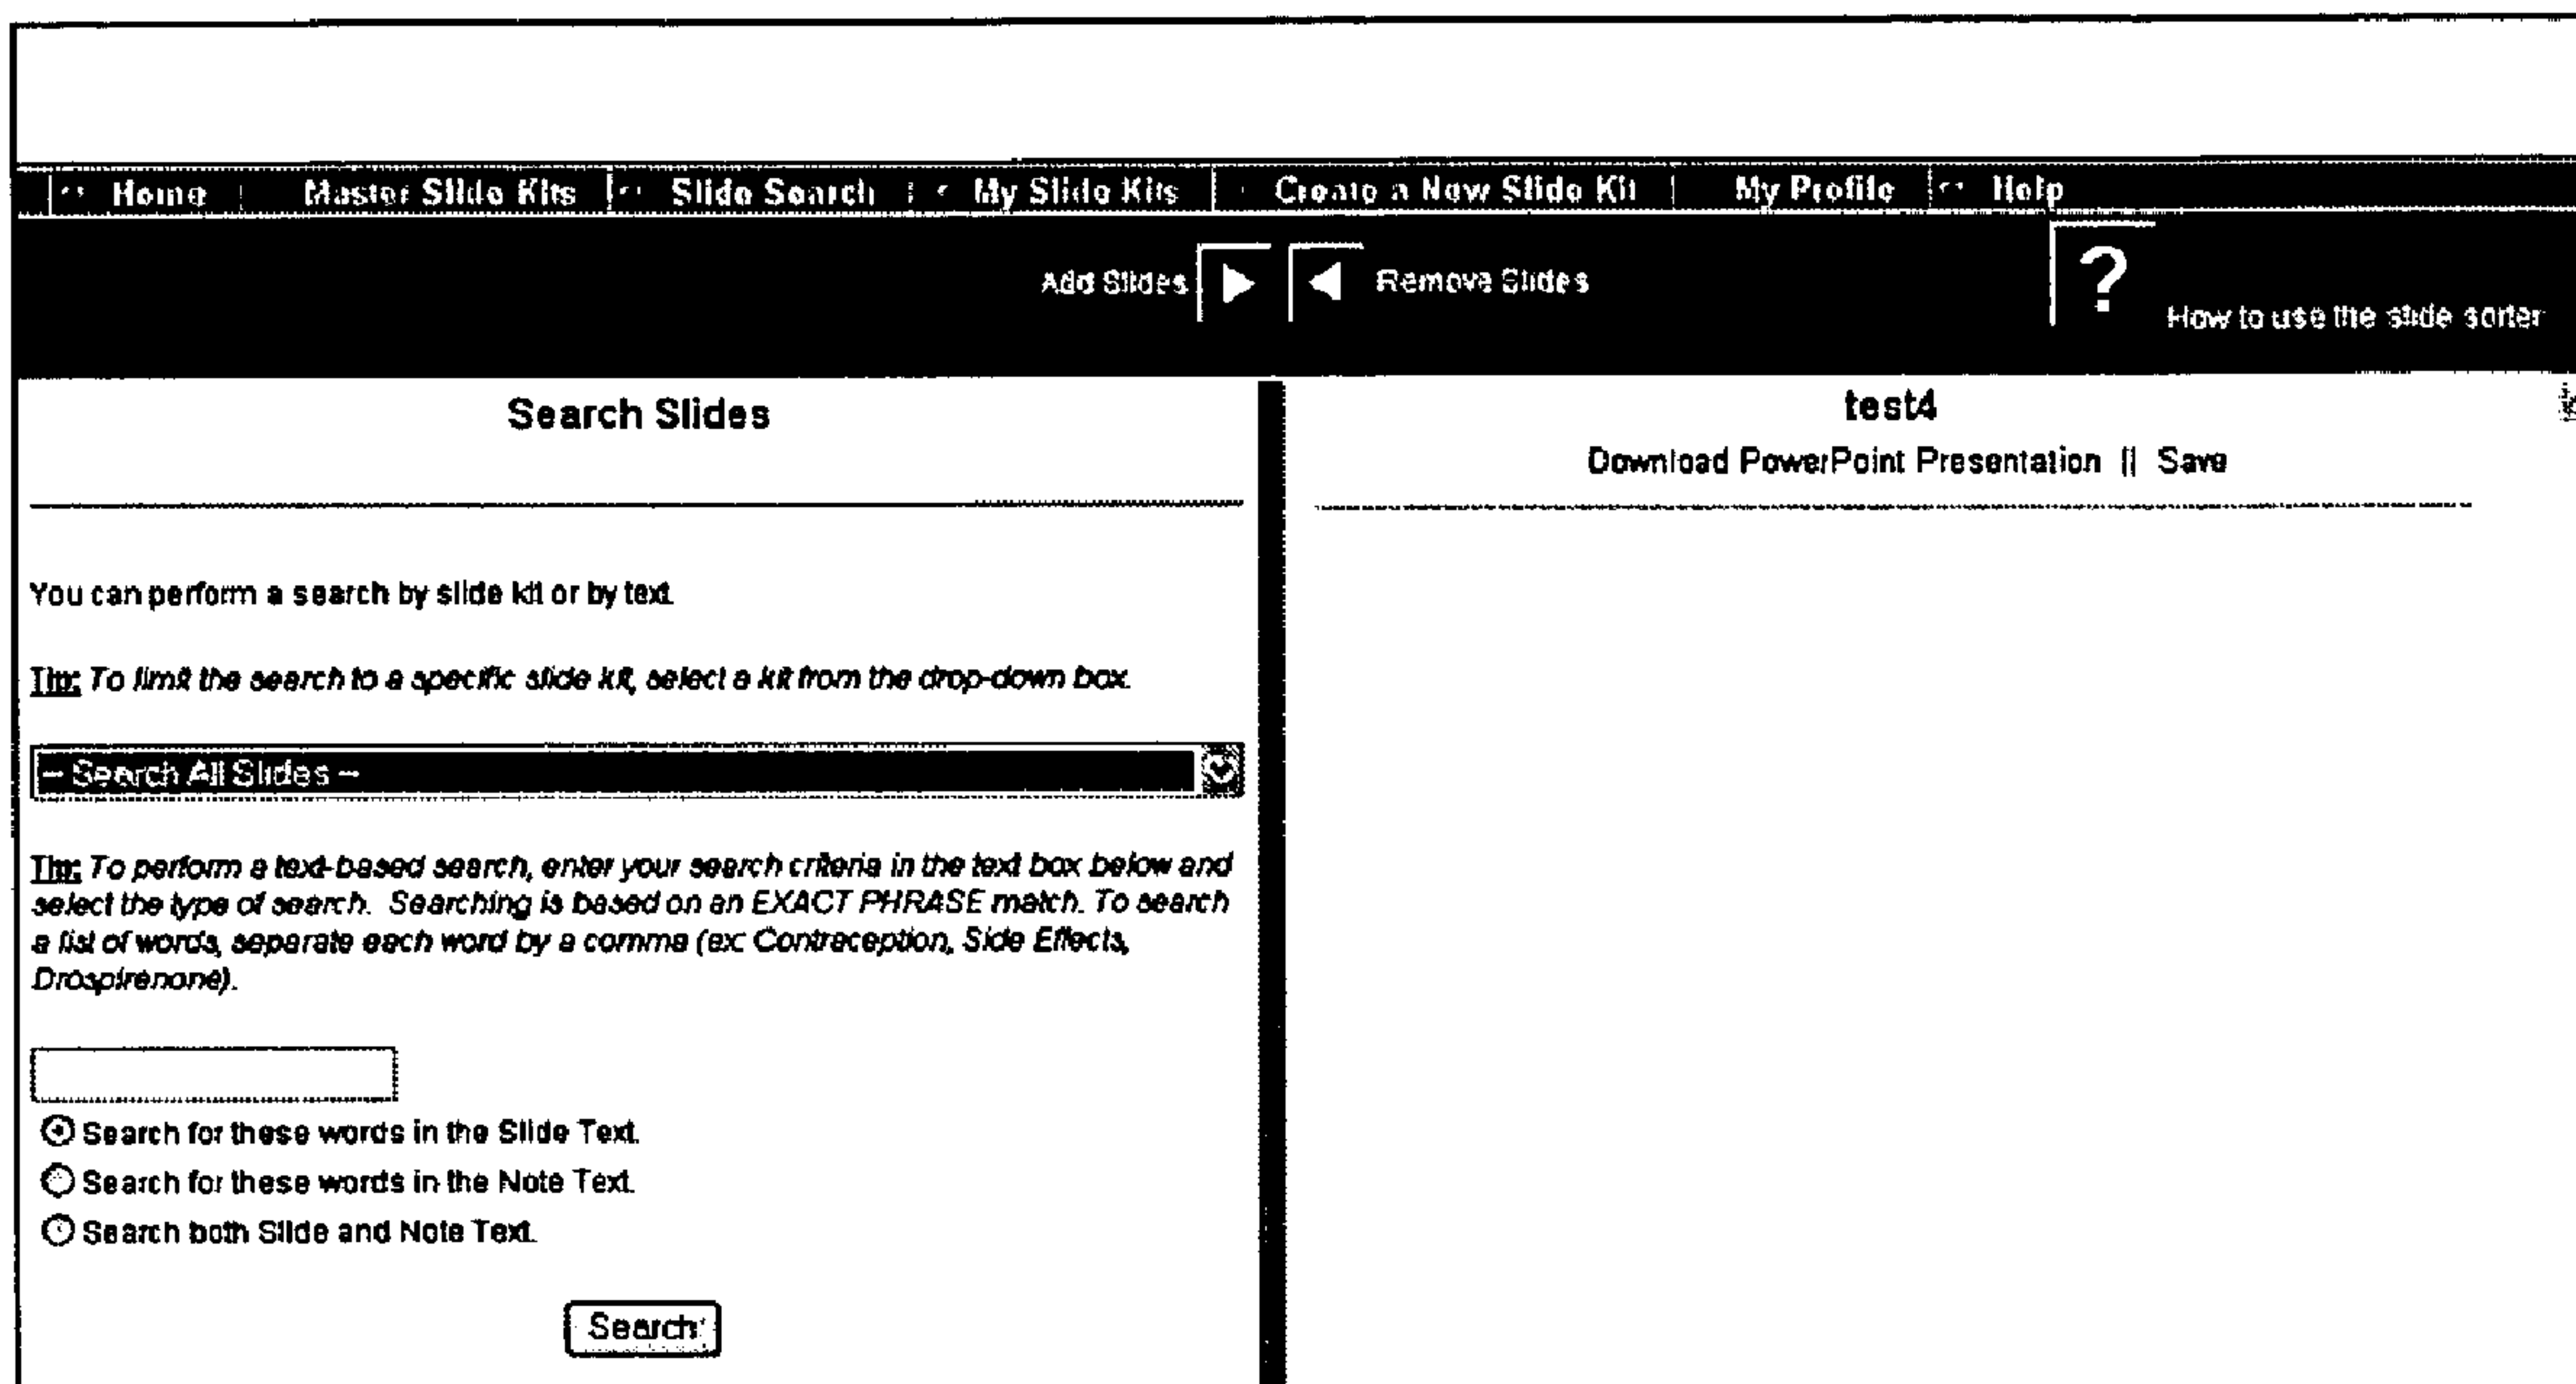 Home Master Slide Kits Slide Search My Slide Kits Create a New Slide Kit My Profile Help
Add Slides Remove Slides ? How to use the slide sorter
Search Slides
test4
Download PowerPoint Presentation || Save
You can perform a search by slide kit or by text.
Tip: To limit the search to a specific slide kit, select a kit from the drop-down box.
-- Search All Slides --
Tip: To perform a text-based search, enter your search criteria in the text box below and
select the type of search. Searching is based on an EXACT PHRASE match. To search
a list of words, separate each word by a comma (ex: Contraception, Side Effects,
Drospirenone).
Search for these words in the Slide Text.
Search for these words in the Note Text.
Search both Slide and Note Text.
Search